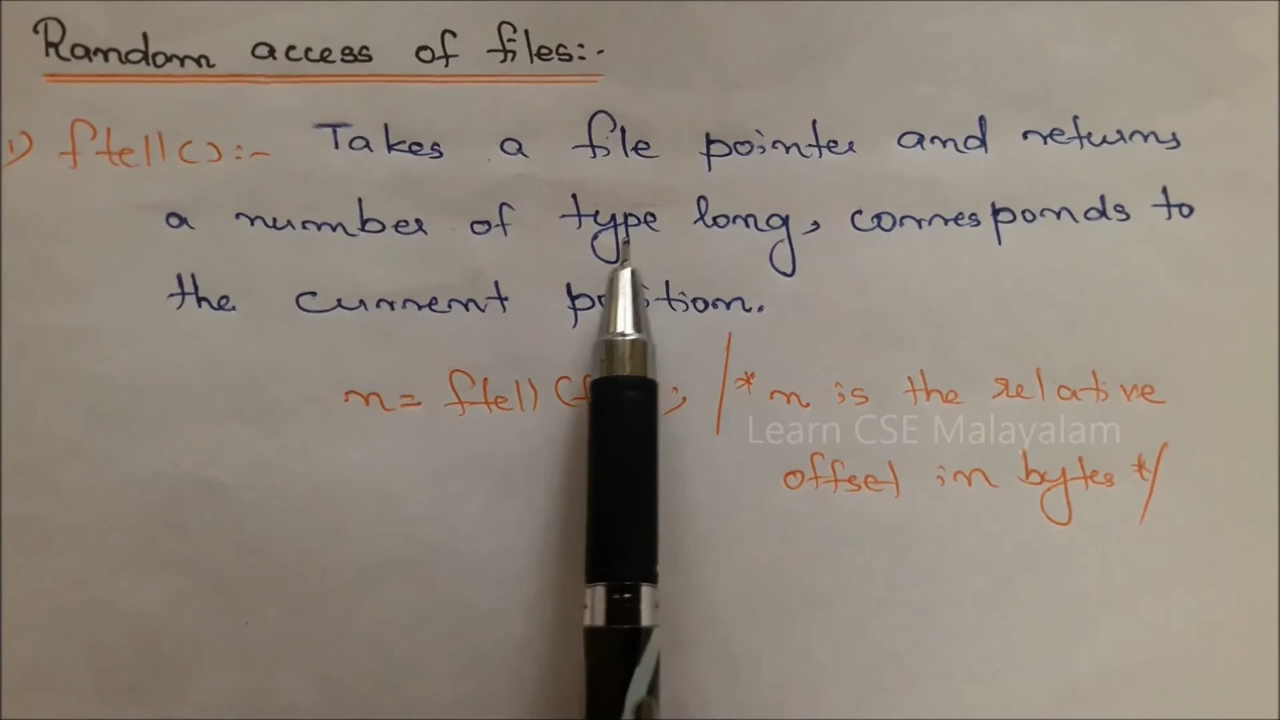 Random access of files:-
1) ftell():- Takes a file pointer and returns
a number of type long, corresponds to
the current position.
n= ftell(f ; /* n is the relative
Learn CSE Malayalam
offset in bytes */